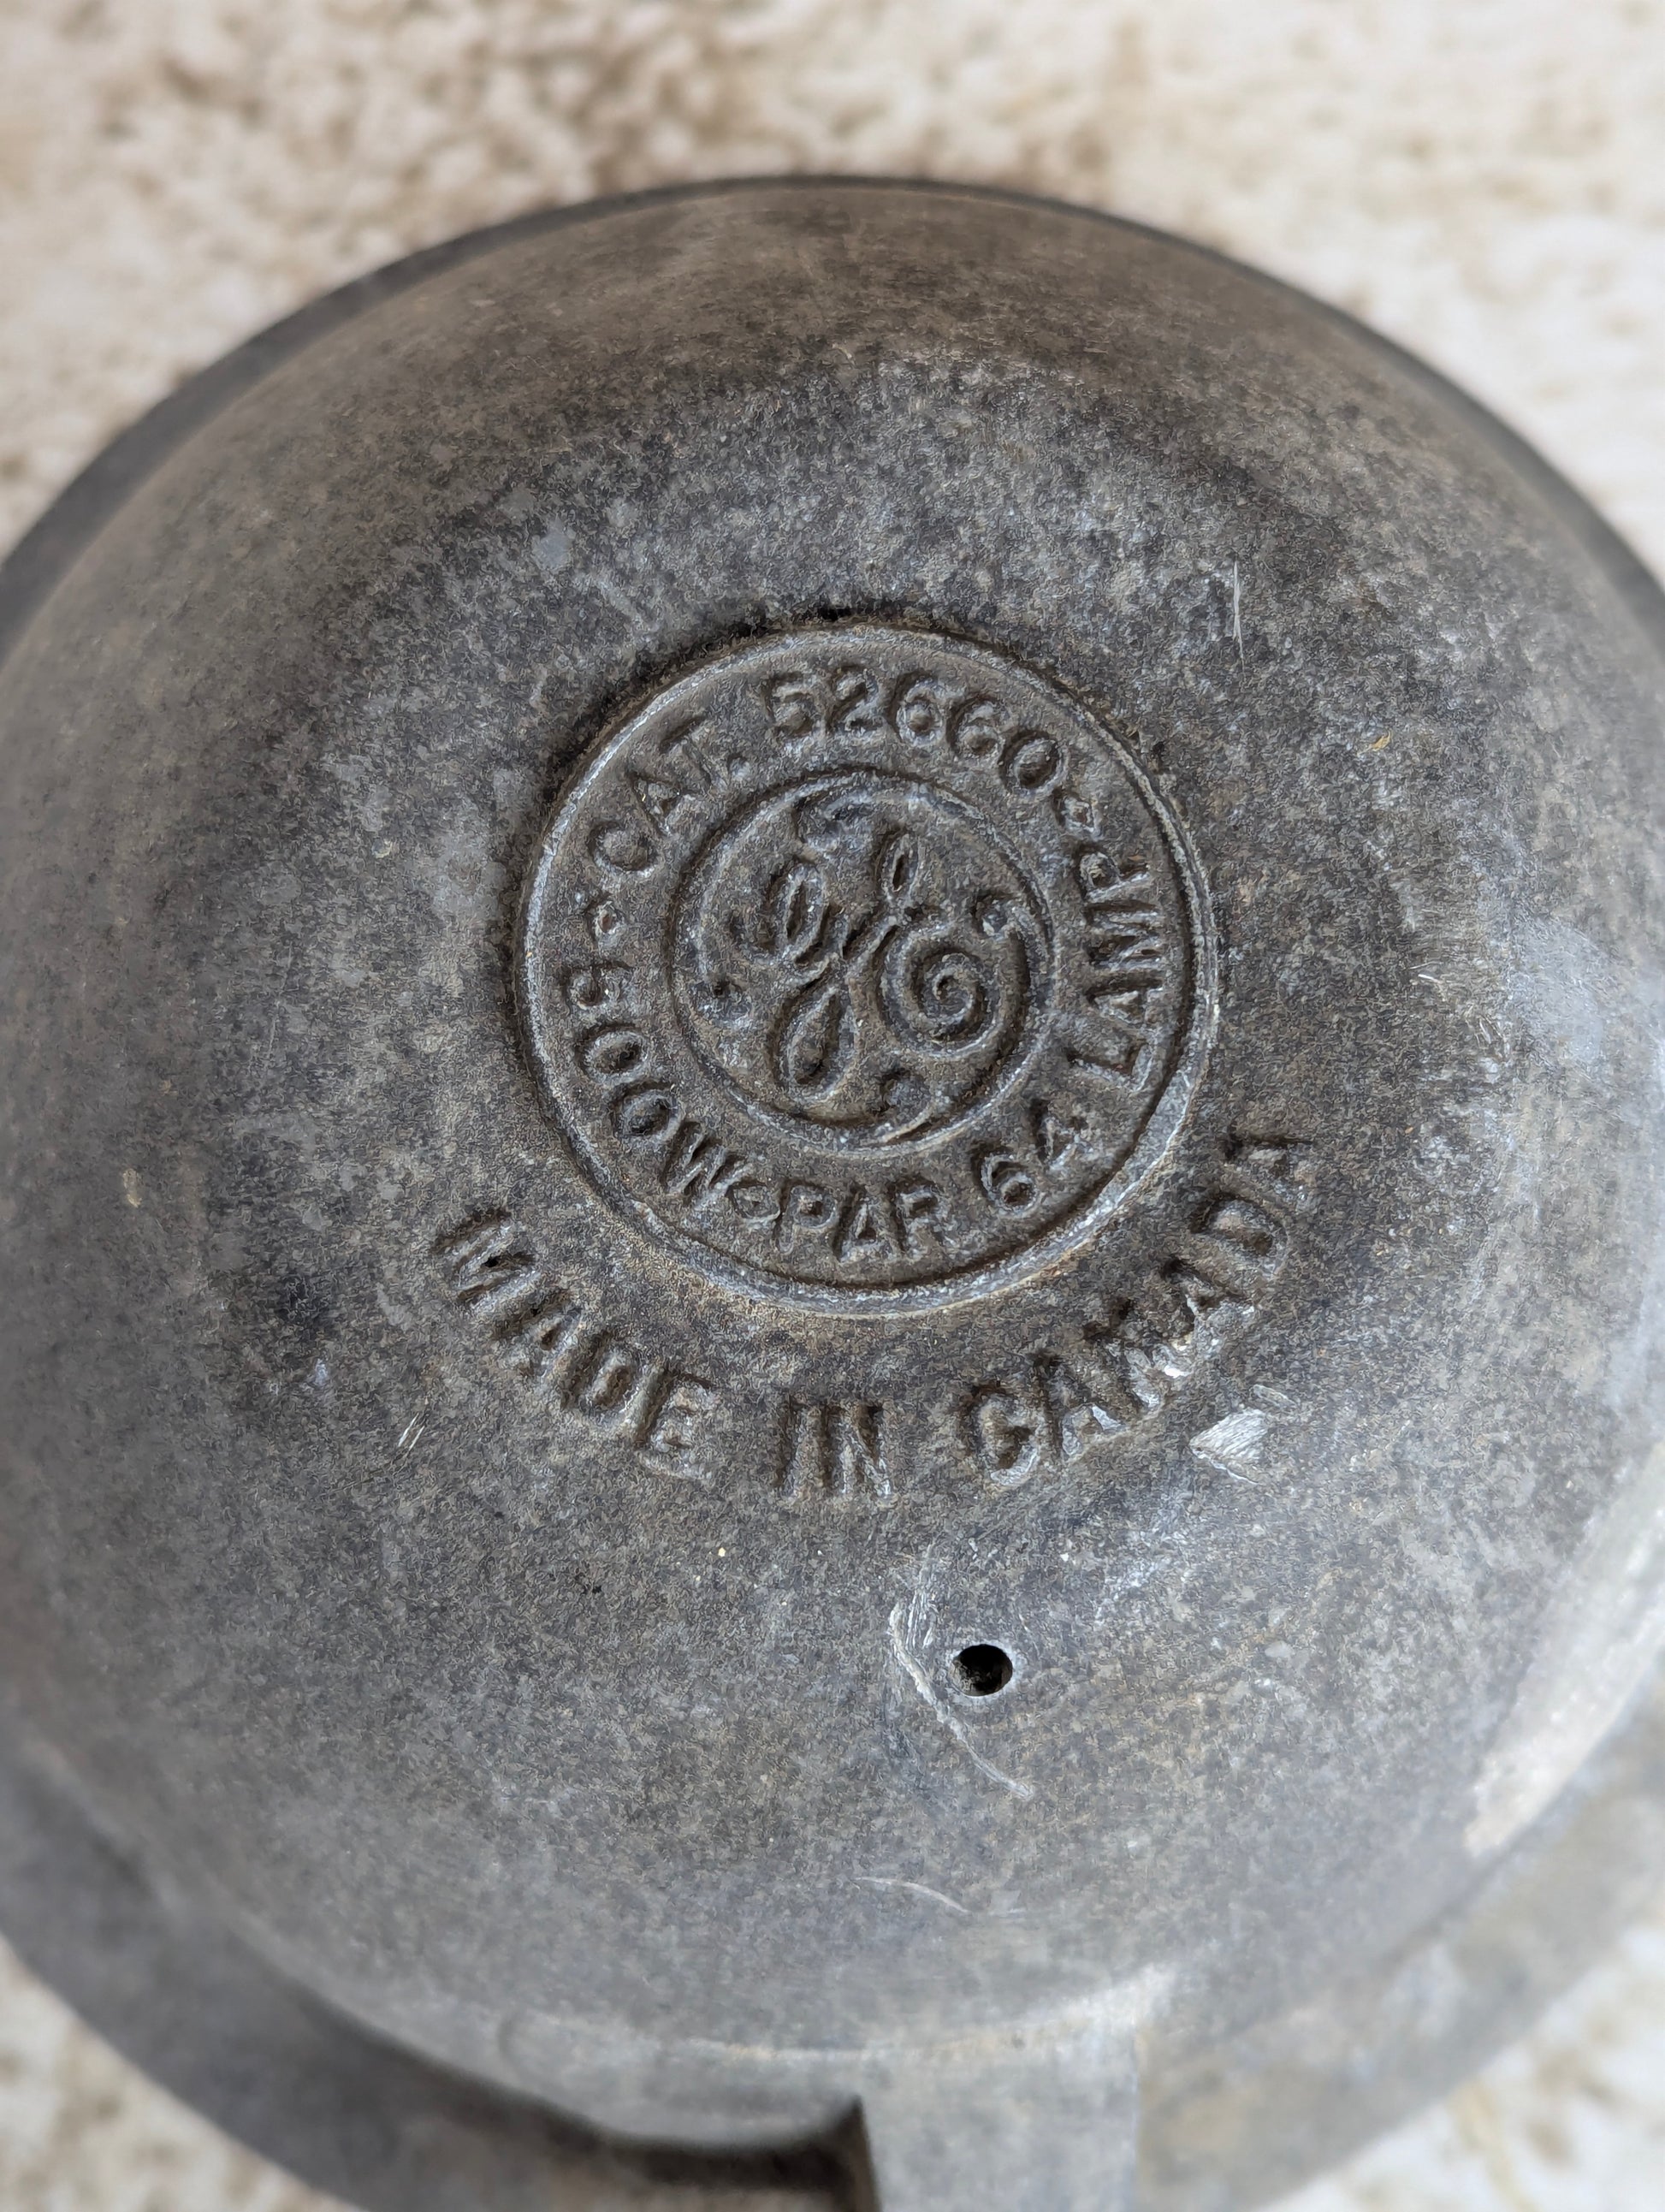 CAT. 52660
500W PAR 64 LAMP
GE
MADE IN CANADA